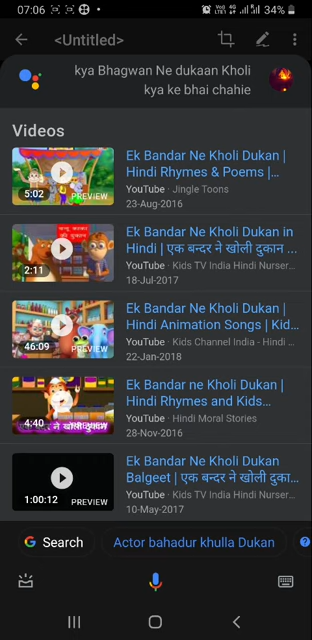 07:06
34%
<Untitled>
kya Bhagwan Ne dukaan Kholi
kya ke bhai chahie
Videos
Ek Bandar Ne Kholi Dukan |
Hindi Rhymes & Poems |...
5:02 PREVIEW
YouTube · Jingle Toons
23-Aug-2016
Ek Bandar Ne Kholi Dukan in
Hindi | एक बन्दर ने खोली दुकान ...
2:11
YouTube · Kids TV India Hindi Nurser...
18-Jul-2017
Ek Bandar Ne Kholi Dukan |
Hindi Animation Songs | Kid...
46:09 PREVIEW
YouTube · Kids Channel India - Hindi ...
22-Jan-2018
Ek Bandar ne Kholi Dukan |
Hindi Rhymes and Kids...
4:40 PREVIEW
YouTube · Hindi Moral Stories
28-Nov-2016
Ek Bandar Ne Kholi Dukan
Balgeet | एक बन्दर ने खोली दुका...
1:00:12 PREVIEW
YouTube · Kids TV India Hindi Nurser...
10-May-2017
Search
Actor bahadur khulla Dukan